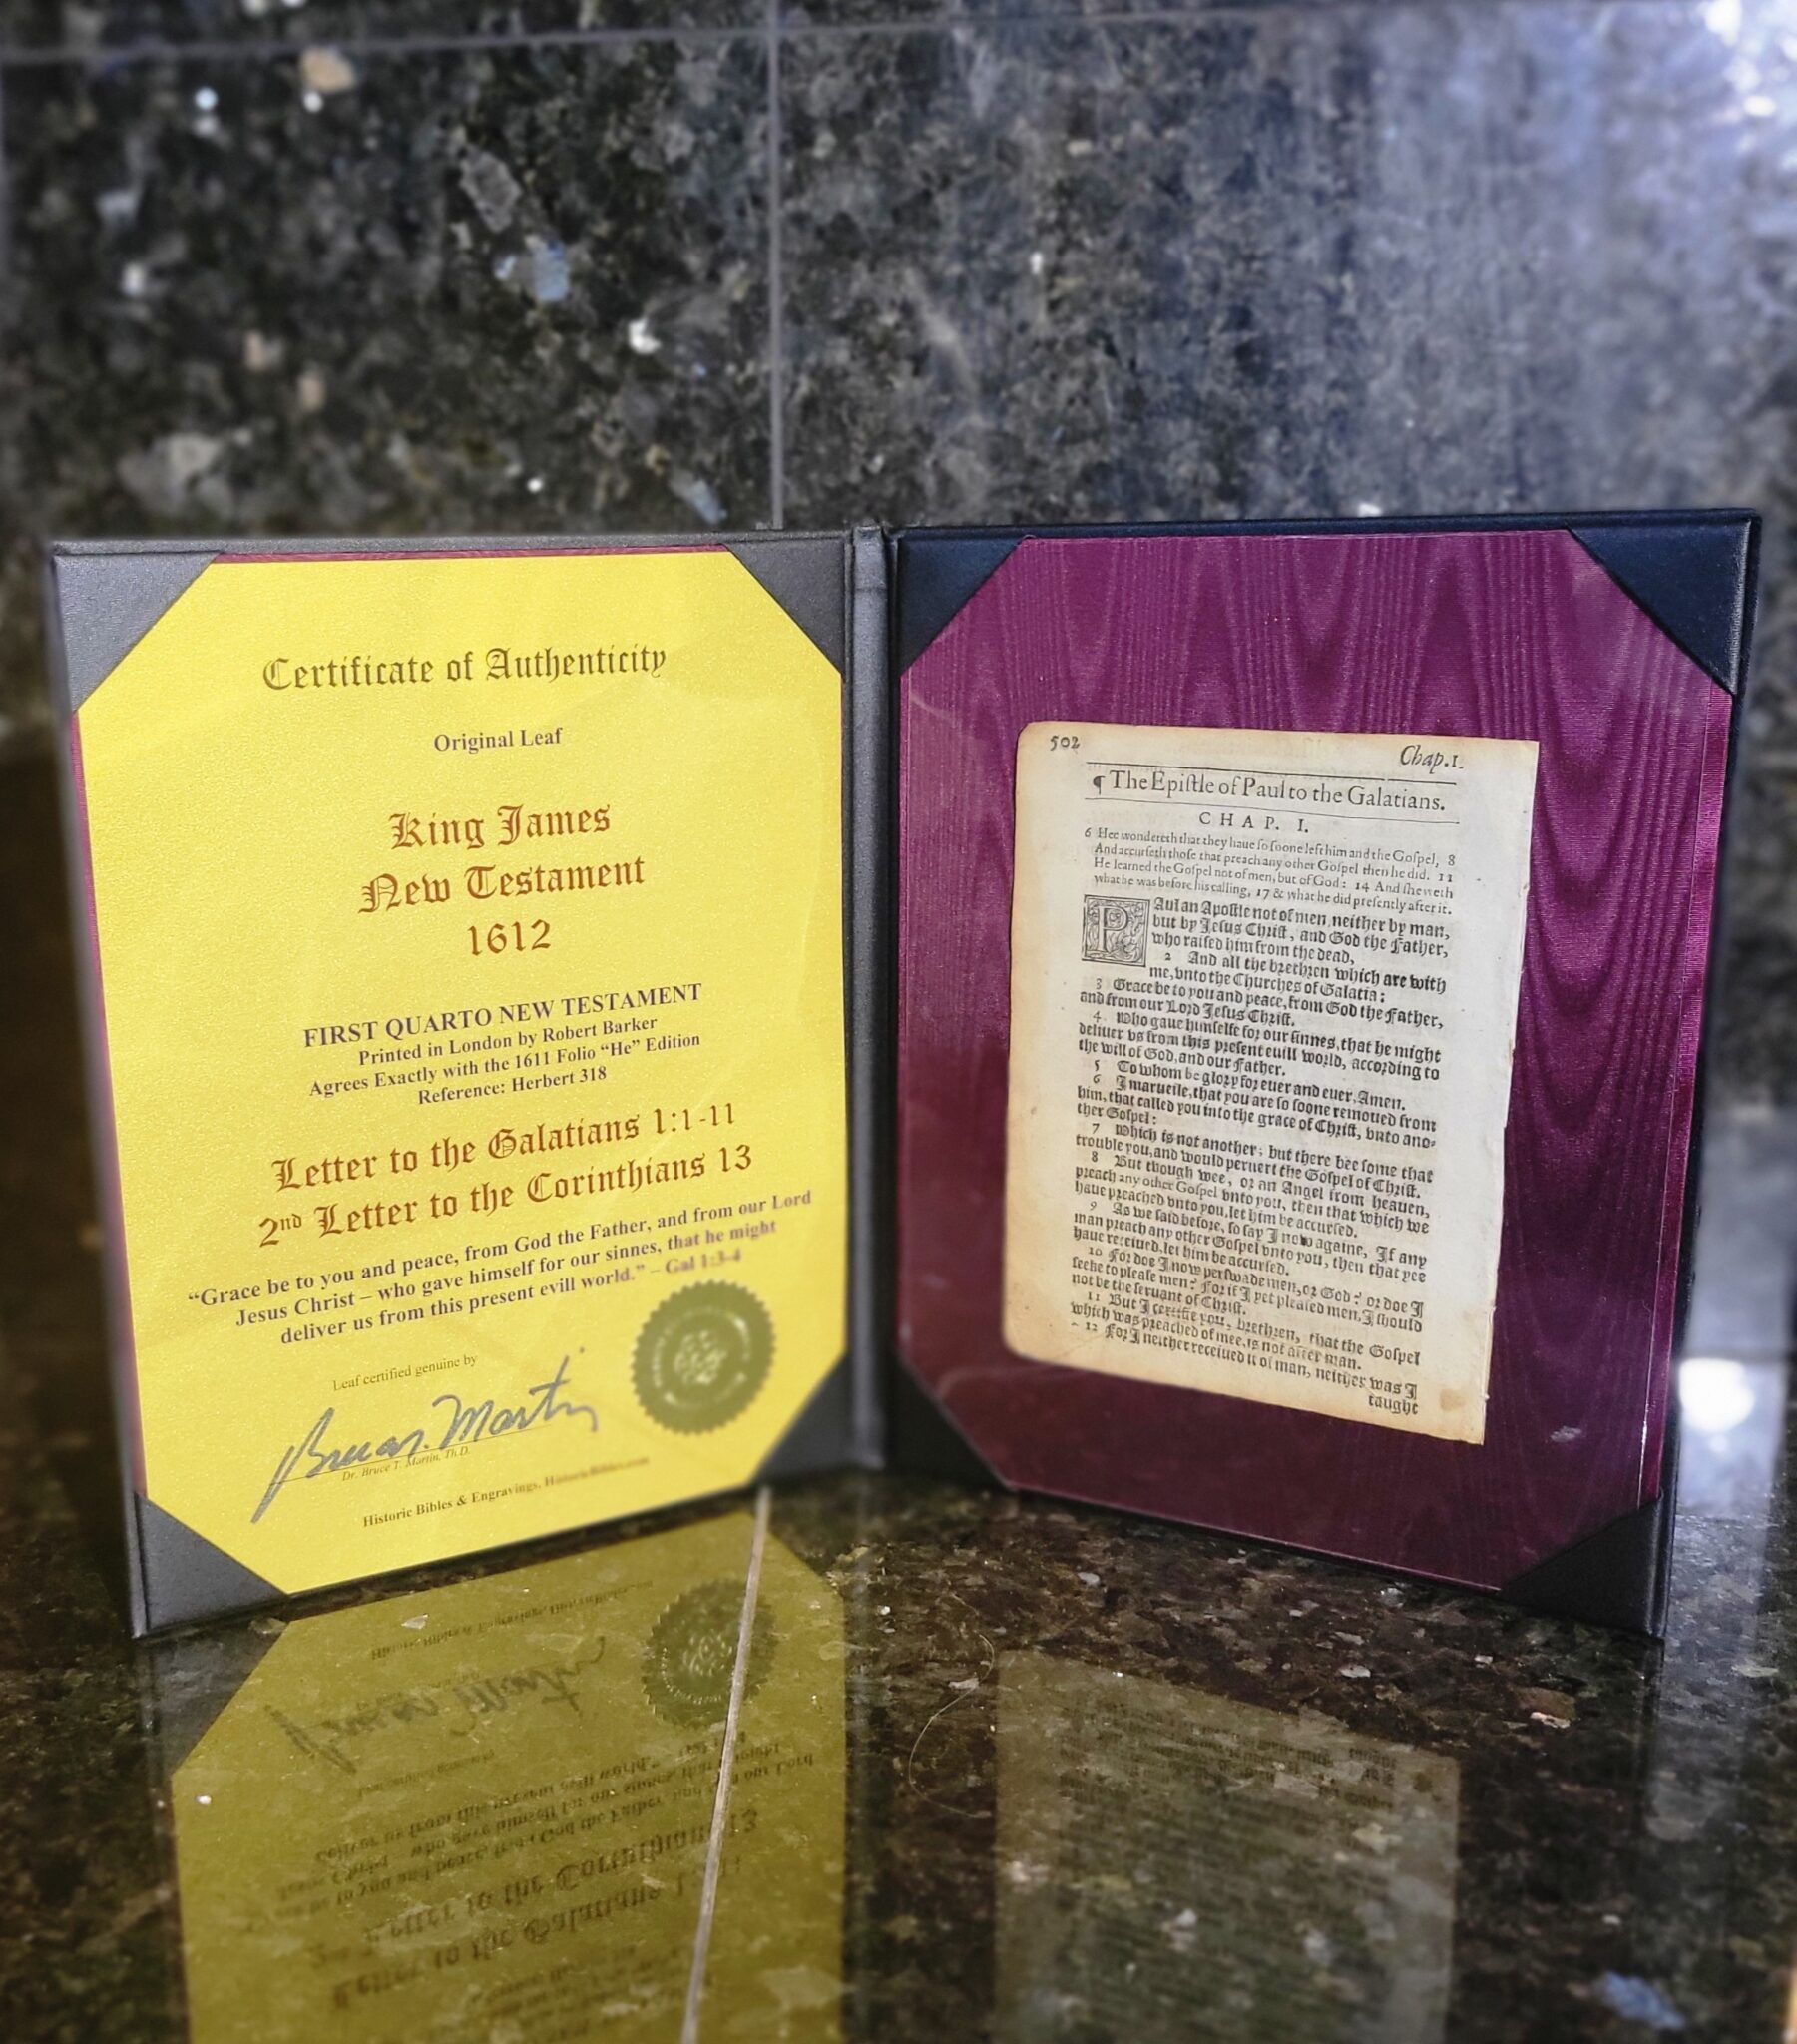 Certificate of Authenticity
Original Leaf
King James
New Testament
1612
FIRST QUARTO NEW TESTAMENT
Printed in London by Robert Barker
Agrees Exactly with the 1611 Folio “He” Edition
Reference: Herbert 318
Letter to the Galatians 1:1-11
2nd Letter to the Corinthians 13
“Grace be to you and peace, from God the Father, and from our Lord
Jesus Christ – who gave himself for our sinnes, that he might
deliver us from this present evill world.” – Gal 1:3-4
Leaf certified genuine by
Bruce T. Martin
Dr. Bruce T. Martin, Th.D.
Historic Bibles & Engravings, HistoricBibles.com
502
Chap.1.
¶ The Epiſtle of Paul to the Galatians.
CHAP. I.
6 Hee wondereth that they haue ſo ſoone left him and the Goſpel, 8
And accurſeth thoſe that preach any other Goſpel then he did. 11
He learned the Goſpel not of men, but of God: 14 And ſheweth
what he was before his calling, 17 & what he did preſently after it.
PAul an Apoſtle not of men, neither by man,
but by Jeſus Chriſt, and God the Father,
who raiſed him from the dead,
2 And all the brethren which are with
me, vnto the Churches of Galatia:
3 Grace be to you and peace, from God the Father,
and from our Lord Jeſus Chriſt.
4 Who gaue himſelfe for our ſinnes, that he might
deliuer vs from this preſent euill world, according to
the will of God, and our Father.
5 To whom be glory for euer and euer, Amen.
6 I marueile, that you are ſo ſoone remoued from
him, that called you into the grace of Chriſt, vnto ano-
ther Goſpel:
7 Which is not another; but there bee ſome that
trouble you, and would peruert the Goſpel of Chriſt.
8 But though wee, or an Angel from heauen,
preach any other Goſpel vnto you, then that which we
haue preached vnto you, let him be accurſed.
9 As we ſaid before, ſo ſay I now againe, If any
man preach any other Goſpel vnto you, then that yee
haue receiued, let him be accurſed.
10 For doe I now perſwade men, or God? or doe I
ſeeke to pleaſe men? For if I yet pleaſed men, I ſhould
not be the ſeruant of Chriſt.
11 But I certifie you, brethren, that the Goſpel
which was preached of mee, is not after man.
12 For I neither receiued it of man, neither was I
taught